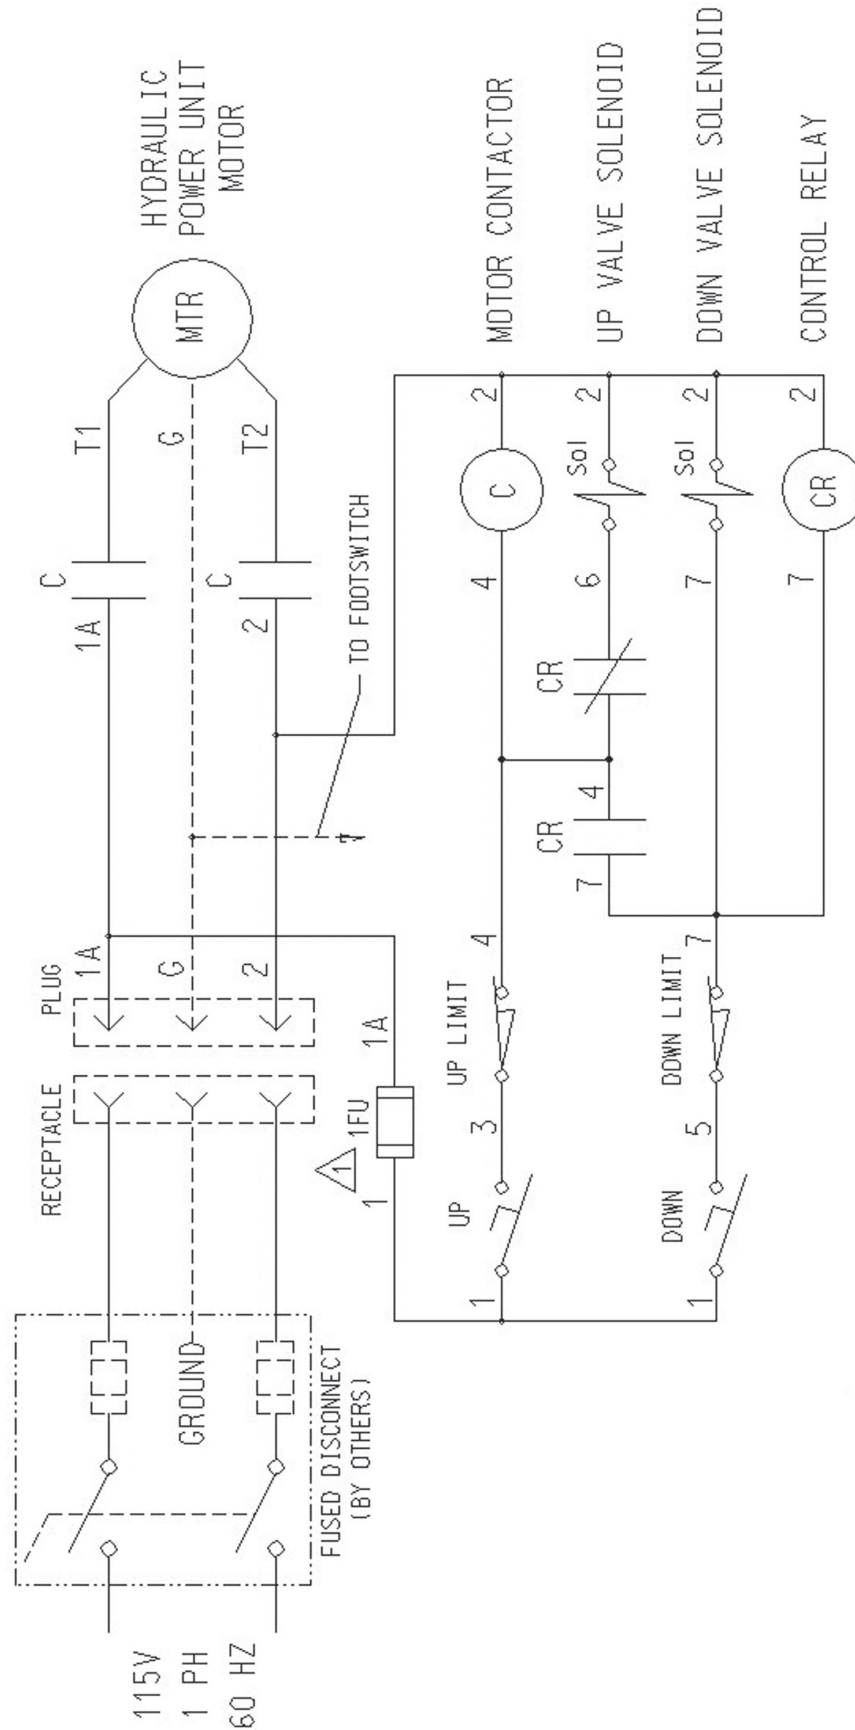 115V
1 PH
60 HZ
GROUND
FUSED DISCONNECT
(BY OTHERS)
RECEPTACLE
PLUG
1A
G
2
1A
2
C
C
T1
G
T2
MTR
HYDRAULIC
POWER UNIT
MOTOR
TO FOOTSWITCH
1
1
1FU
1A
1
UP
3
UP LIMIT
4
4
C
2
MOTOR CONTACTOR
7
CR
4
CR
6
Sol
2
UP VALVE SOLENOID
1
DOWN
5
DOWN LIMIT
7
7
Sol
2
DOWN VALVE SOLENOID
7
CR
2
CONTROL RELAY